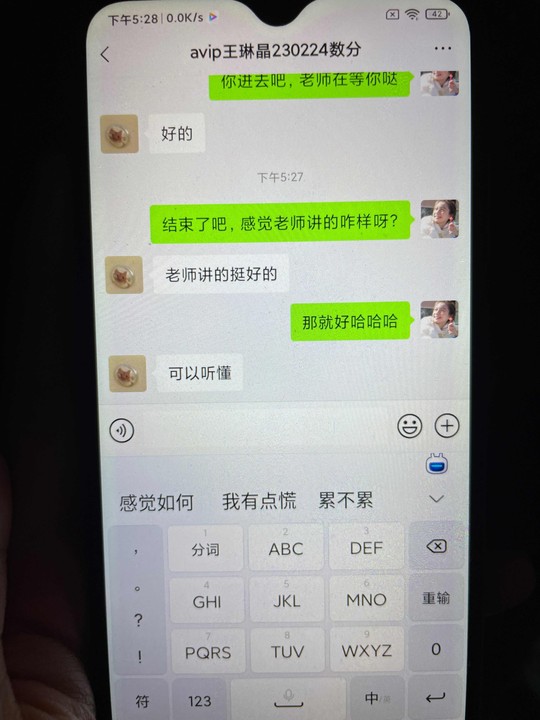 下午5:28 0.0K/s 42
avip王琳晶230224数分
你进去吧，老师在等你哒
好的
下午5:27
结束了吧，感觉老师讲的咋样呀?
老师讲的挺好的
那就好哈哈哈
可以听懂
感觉如何 我有点慌 累不累
， 1 分词 2 ABC 3 DEF
。 4 GHI 5 JKL 6 MNO 重输
? 7 PQRS 8 TUV 9 WXYZ 0
!
符 123 中/英